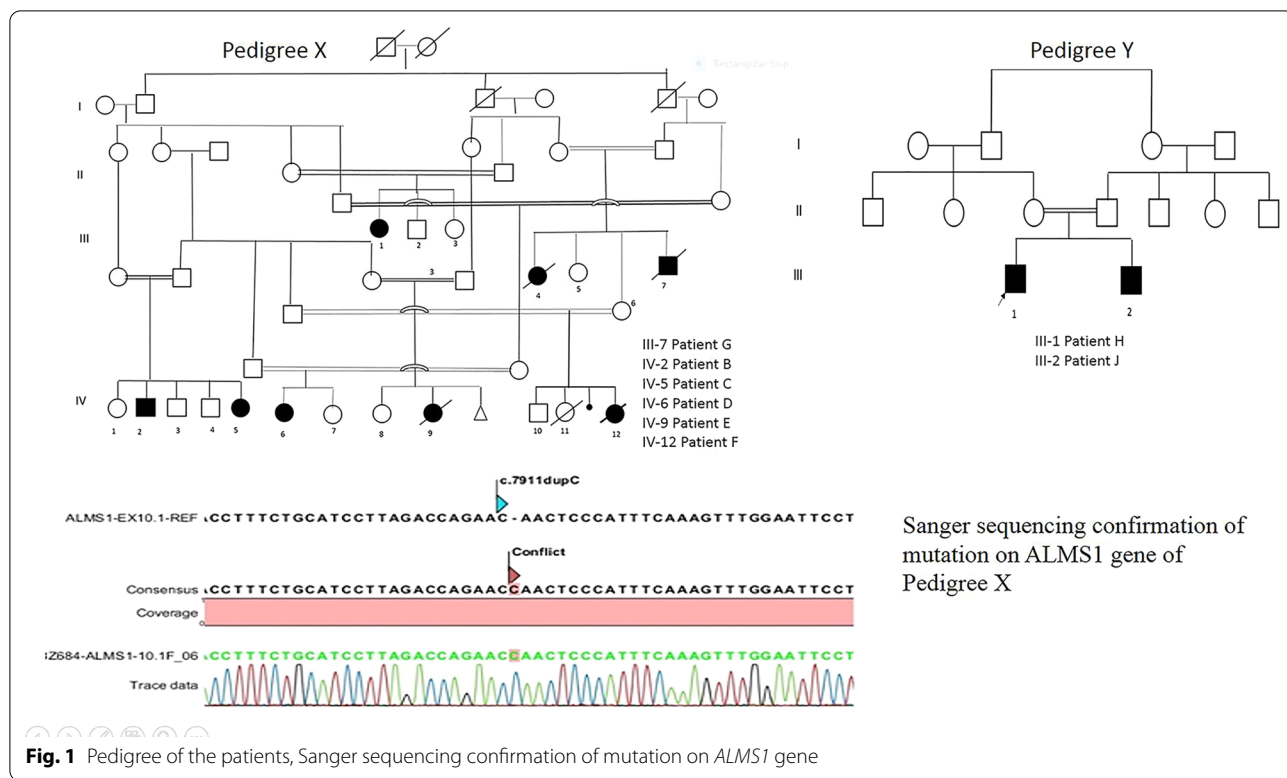 Pedigree X
Pedigree Y
Rectangular Snip
I
II
III
IV
1
2
3
3
4
5
7
6
1
2
3
4
5
6
7
8
9
10
11
12
III-7 Patient G
IV-2 Patient B
IV-5 Patient C
IV-6 Patient D
IV-9 Patient E
IV-12 Patient F
I
II
III
1
2
III-1 Patient H
III-2 Patient J
c.7911dupC
ALMS1-EX10.1-REF CCTTTCTGCATCCTTAGACCAGAAC-AACTCCCATTTCAAAGTTTGGAATTCCT
Conflict
Consensus CCTTTCTGCATCCTTAGACCAGAACCAACTCCCATTTCAAAGTTTGGAATTCCT
Coverage
0
Z684-ALMS1-10.1F_06 CCTTTCTGCATCCTTAGACCAGAACCAACTCCCATTTCAAAGTTTGGAATTCCT
Trace data
Sanger sequencing confirmation of
mutation on ALMS1 gene of
Pedigree X
Fig. 1 Pedigree of the patients, Sanger sequencing confirmation of mutation on ALMS1 gene